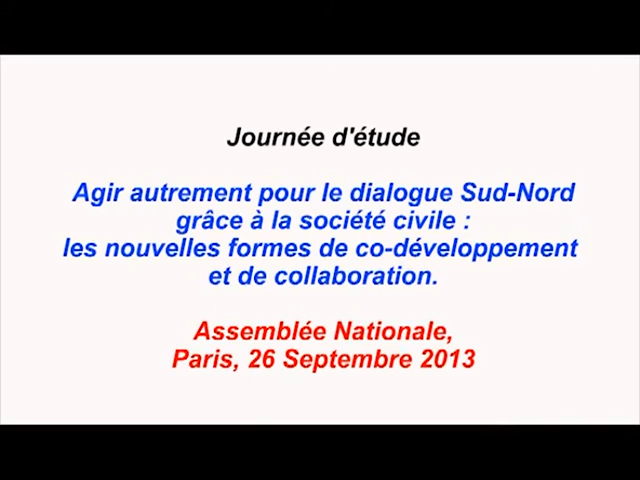 Journée d'étude
Agir autrement pour le dialogue Sud-Nord
grâce à la société civile :
les nouvelles formes de co-développement
et de collaboration.
Assemblée Nationale,
Paris, 26 Septembre 2013